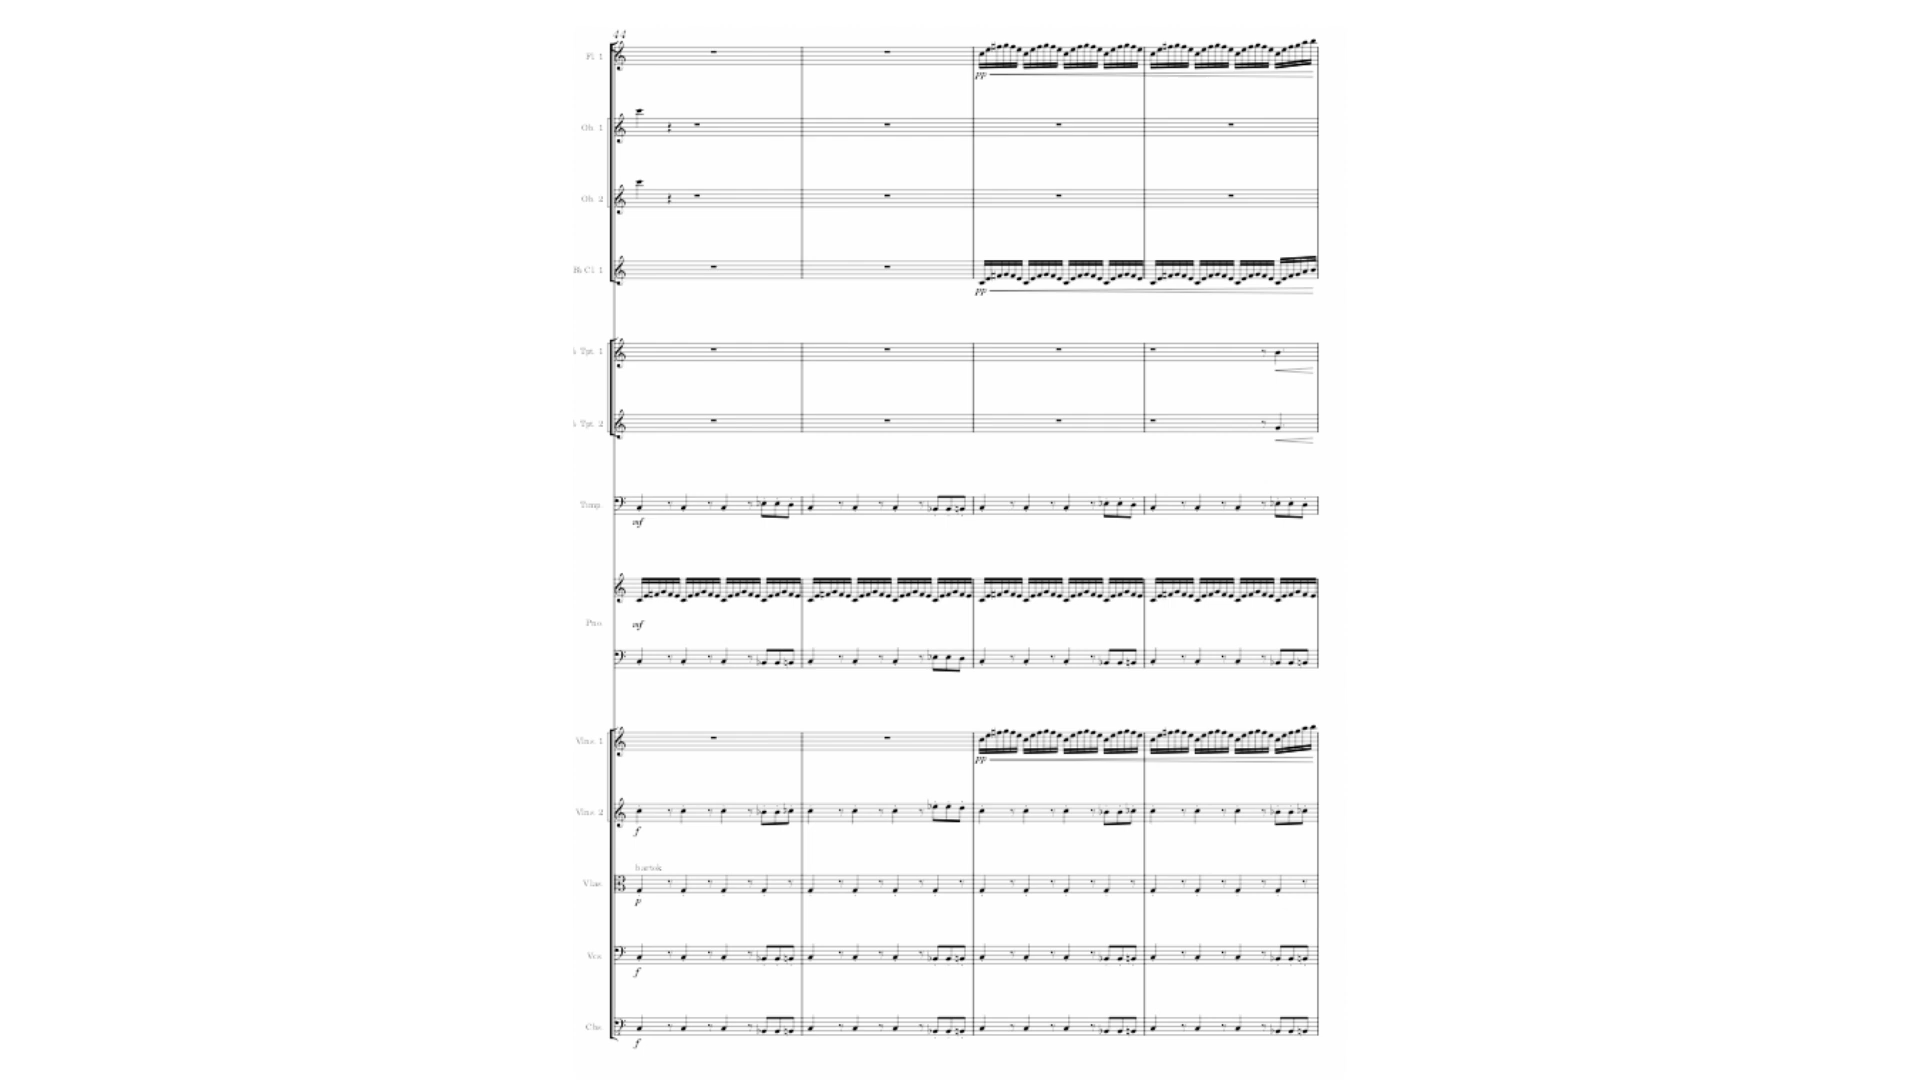 44
Fl. 1
pp
Ob. 1
Ob. 2
B♭ Cl. 1
pp
Tpt. 1
Tpt. 2
Timp.
mf
Pno.
mf
Vlns. 1
pp
Vlns. 2
f
bartok
Vlas.
p
Vcs.
f
Cbs.
f